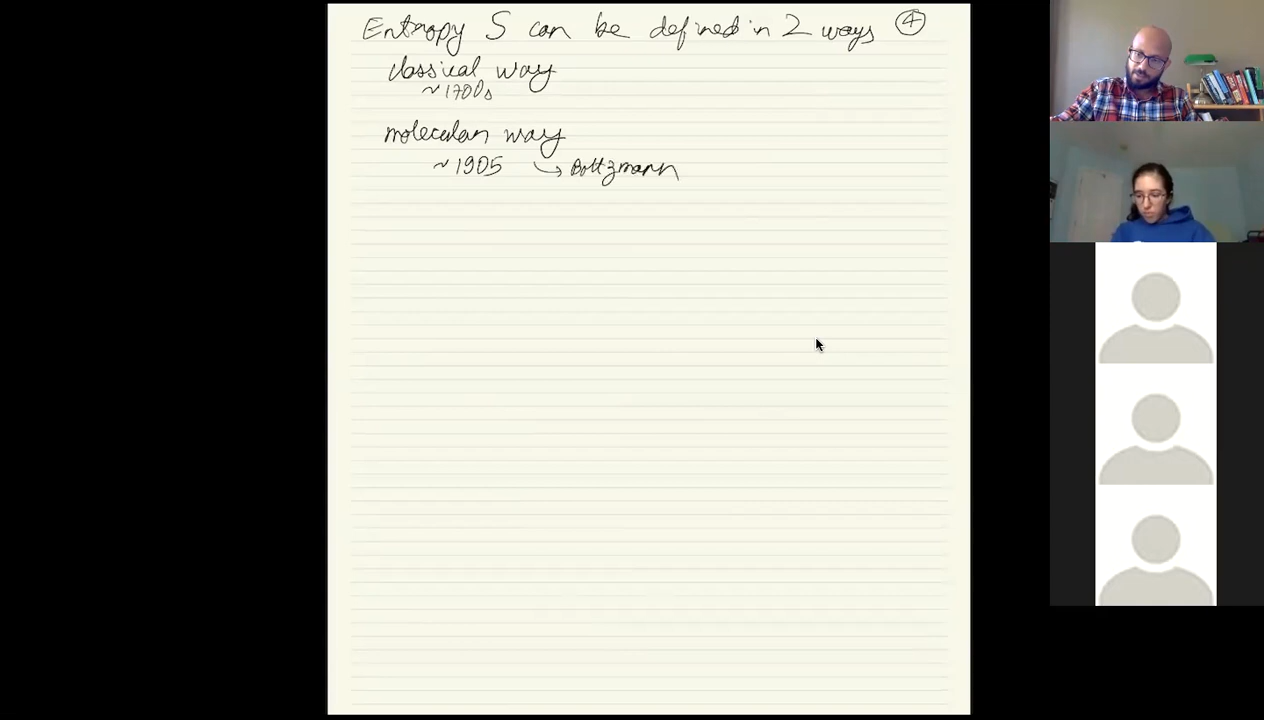 Entropy S can be defined in 2 ways 4
classical way
~ 1700s
molecular way
~ 1905 ↳ Boltzmann